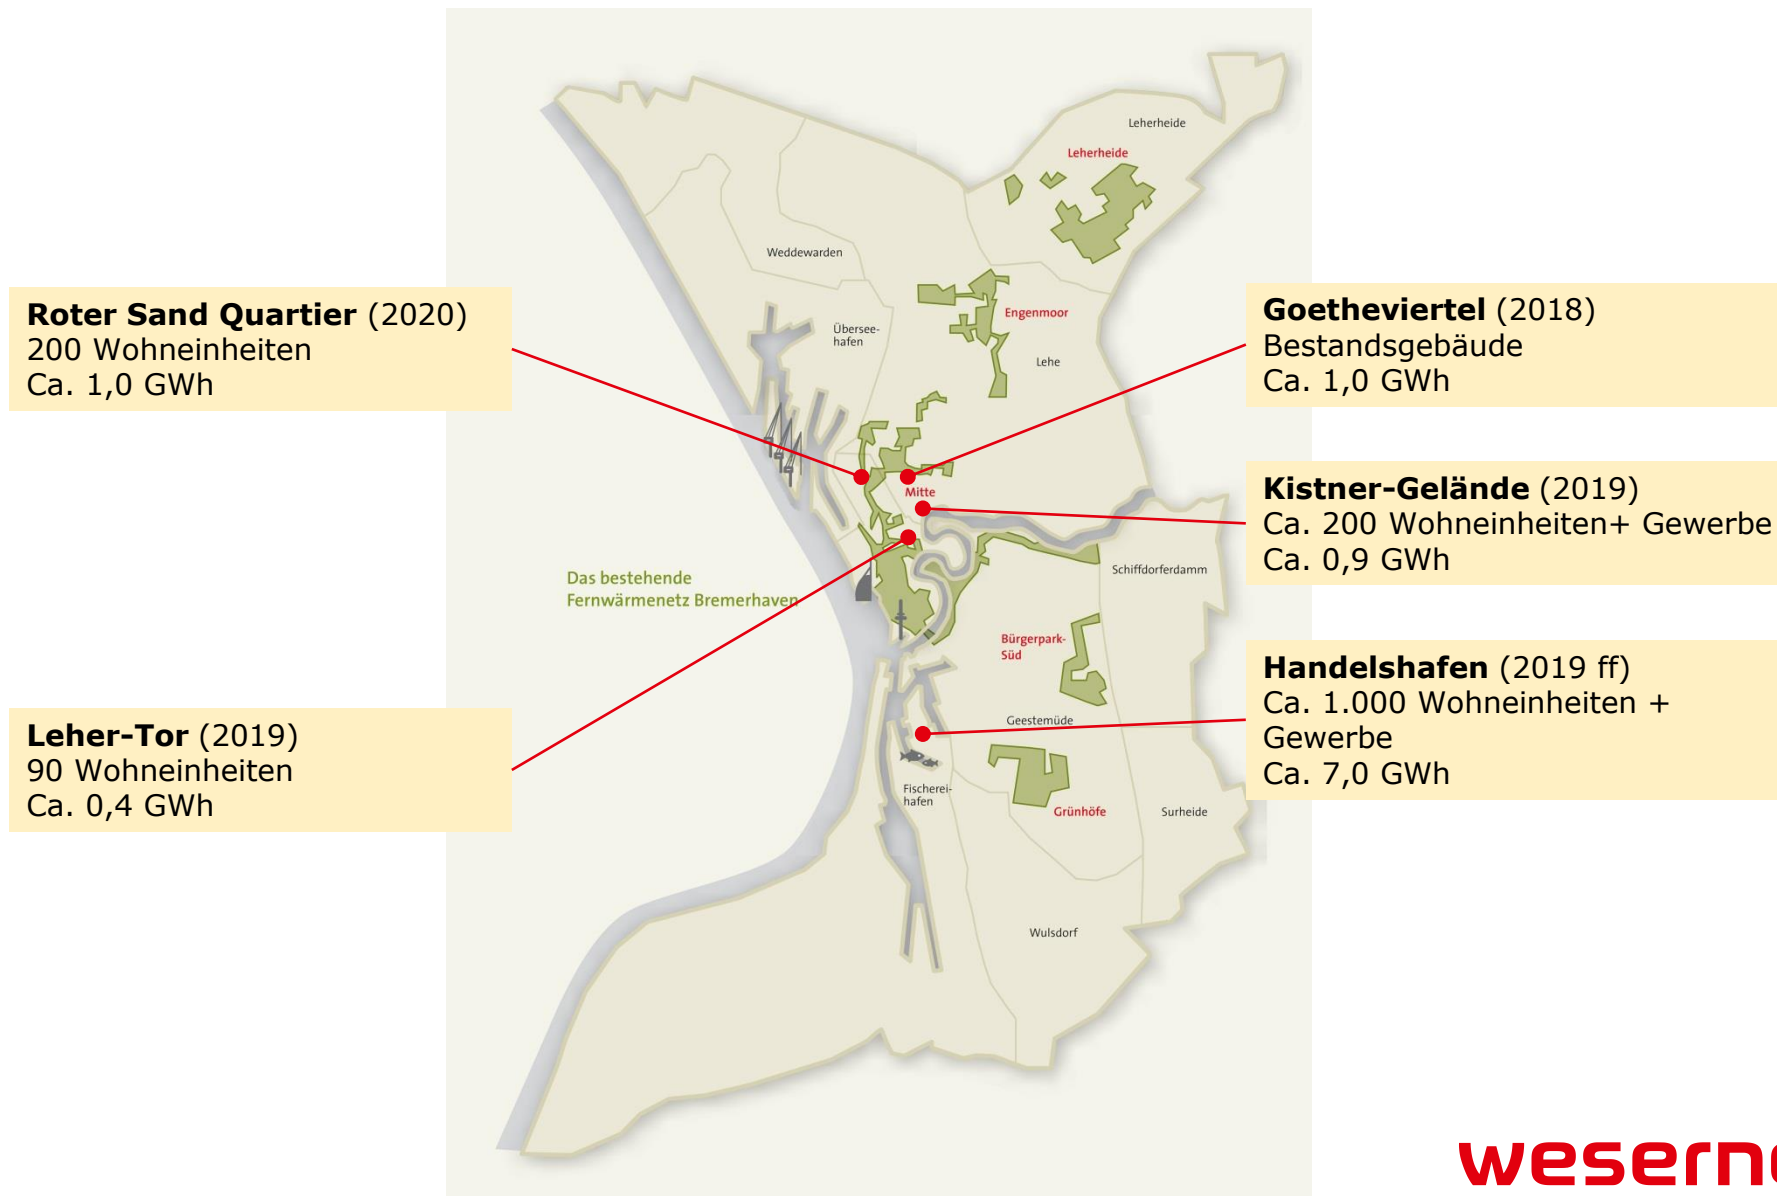 Leherheide
Leherheide
Weddewarden
Engenmoor
Übersee-
hafen
Lehe
Roter Sand Quartier (2020)
200 Wohneinheiten
Ca. 1,0 GWh
Goetheviertel (2018)
Bestandsgebäude
Ca. 1,0 GWh
Mitte
Kistner-Gelände (2019)
Ca. 200 Wohneinheiten+ Gewerbe
Ca. 0,9 GWh
Schiffdorferdamm
Das bestehende
Fernwärmenetz Bremerhaven
Bürgerpark-
Süd
Handelshafen (2019 ff)
Ca. 1.000 Wohneinheiten +
Gewerbe
Ca. 7,0 GWh
Geestemüde
Leher-Tor (2019)
90 Wohneinheiten
Ca. 0,4 GWh
Fischerei-
hafen
Grünhöfe
Surheide
Wulsdorf